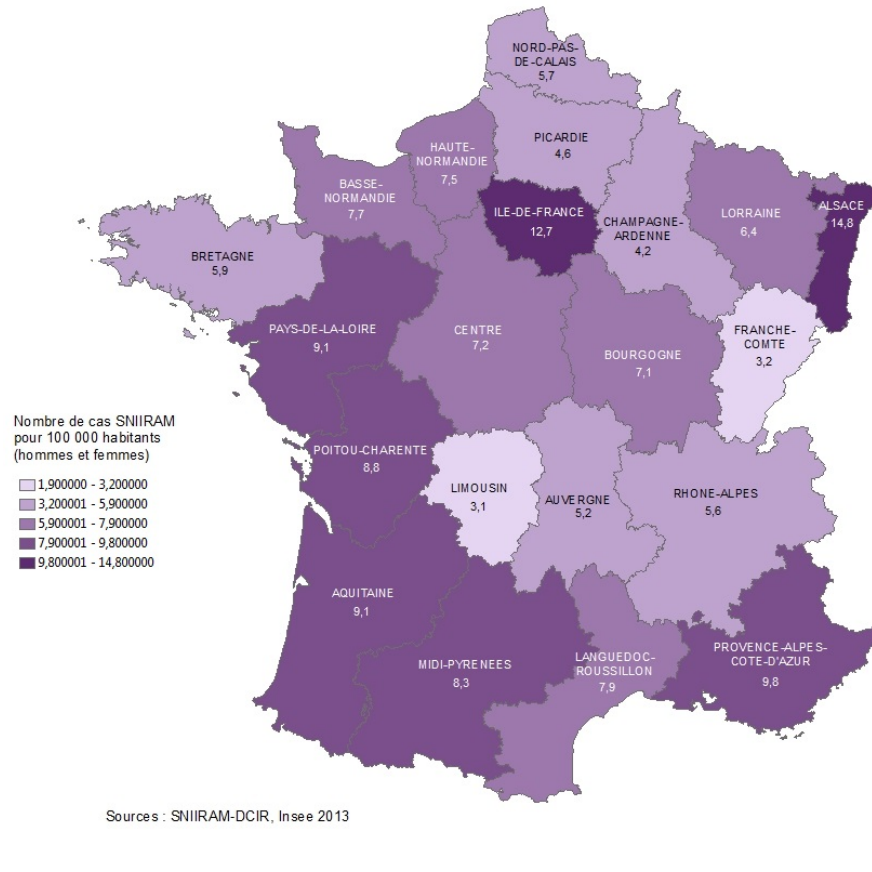 NORD-PAS-
DE-CALAIS
5,7
PICARDIE
4,6
HAUTE-
NORMANDIE
7,5
BASSE-
NORMANDIE
7,7
ILE-DE-FRANCE
12,7
CHAMPAGNE-
ARDENNE
4,2
LORRAINE
6,4
ALSACE
14,8
BRETAGNE
5,9
PAYS-DE-LA-LOIRE
9,1
CENTRE
7,2
BOURGOGNE
7,1
FRANCHE-
COMTE
3,2
POITOU-CHARENTE
8,8
LIMOUSIN
3,1
AUVERGNE
5,2
RHONE-ALPES
5,6
AQUITAINE
9,1
MIDI-PYRENEES
8,3
LANGUEDOC-
ROUSSILLON
7,9
PROVENCE-ALPES-
COTE-D'AZUR
9,8
Nombre de cas SNIIRAM
pour 100 000 habitants
(hommes et femmes)
1,900000 - 3,200000
3,200001 - 5,900000
5,900001 - 7,900000
7,900001 - 9,800000
9,800001 - 14,800000
Sources : SNIIRAM-DCIR, Insee 2013